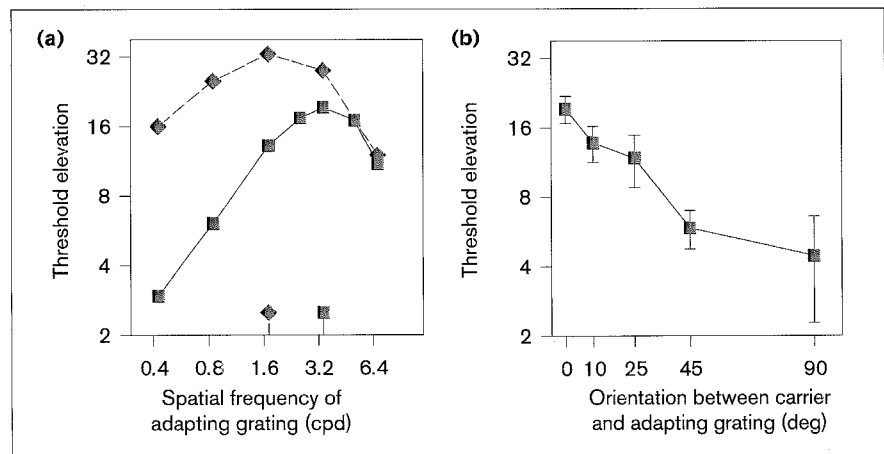 (a)
Threshold elevation
32
16
8
4
2
0.4 0.8 1.6 3.2 6.4
Spatial frequency of
adapting grating (cpd)
(b)
Threshold elevation
32
16
8
4
2
0 10 25 45 90
Orientation between carrier
and adapting grating (deg)